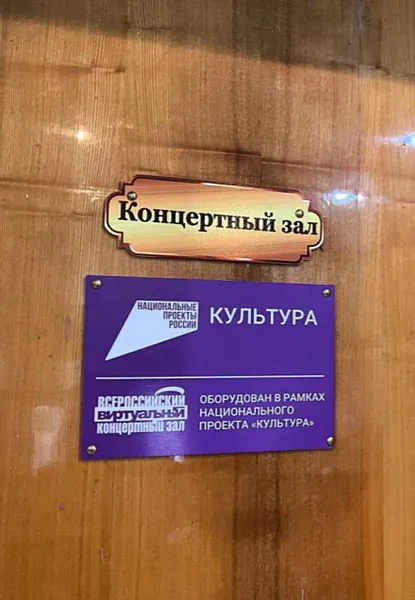 Концертный зал
НАЦИОНАЛЬНЫЕ
ПРОЕКТЫ
РОССИИ
КУЛЬТУРА
ВСЕРОССИЙСКИЙ
ВИРТУАЛЬНЫЙ
КОНЦЕРТНЫЙ ЗАЛ
ОБОРУДОВАН В РАМКАХ
НАЦИОНАЛЬНОГО
ПРОЕКТА «КУЛЬТУРА»